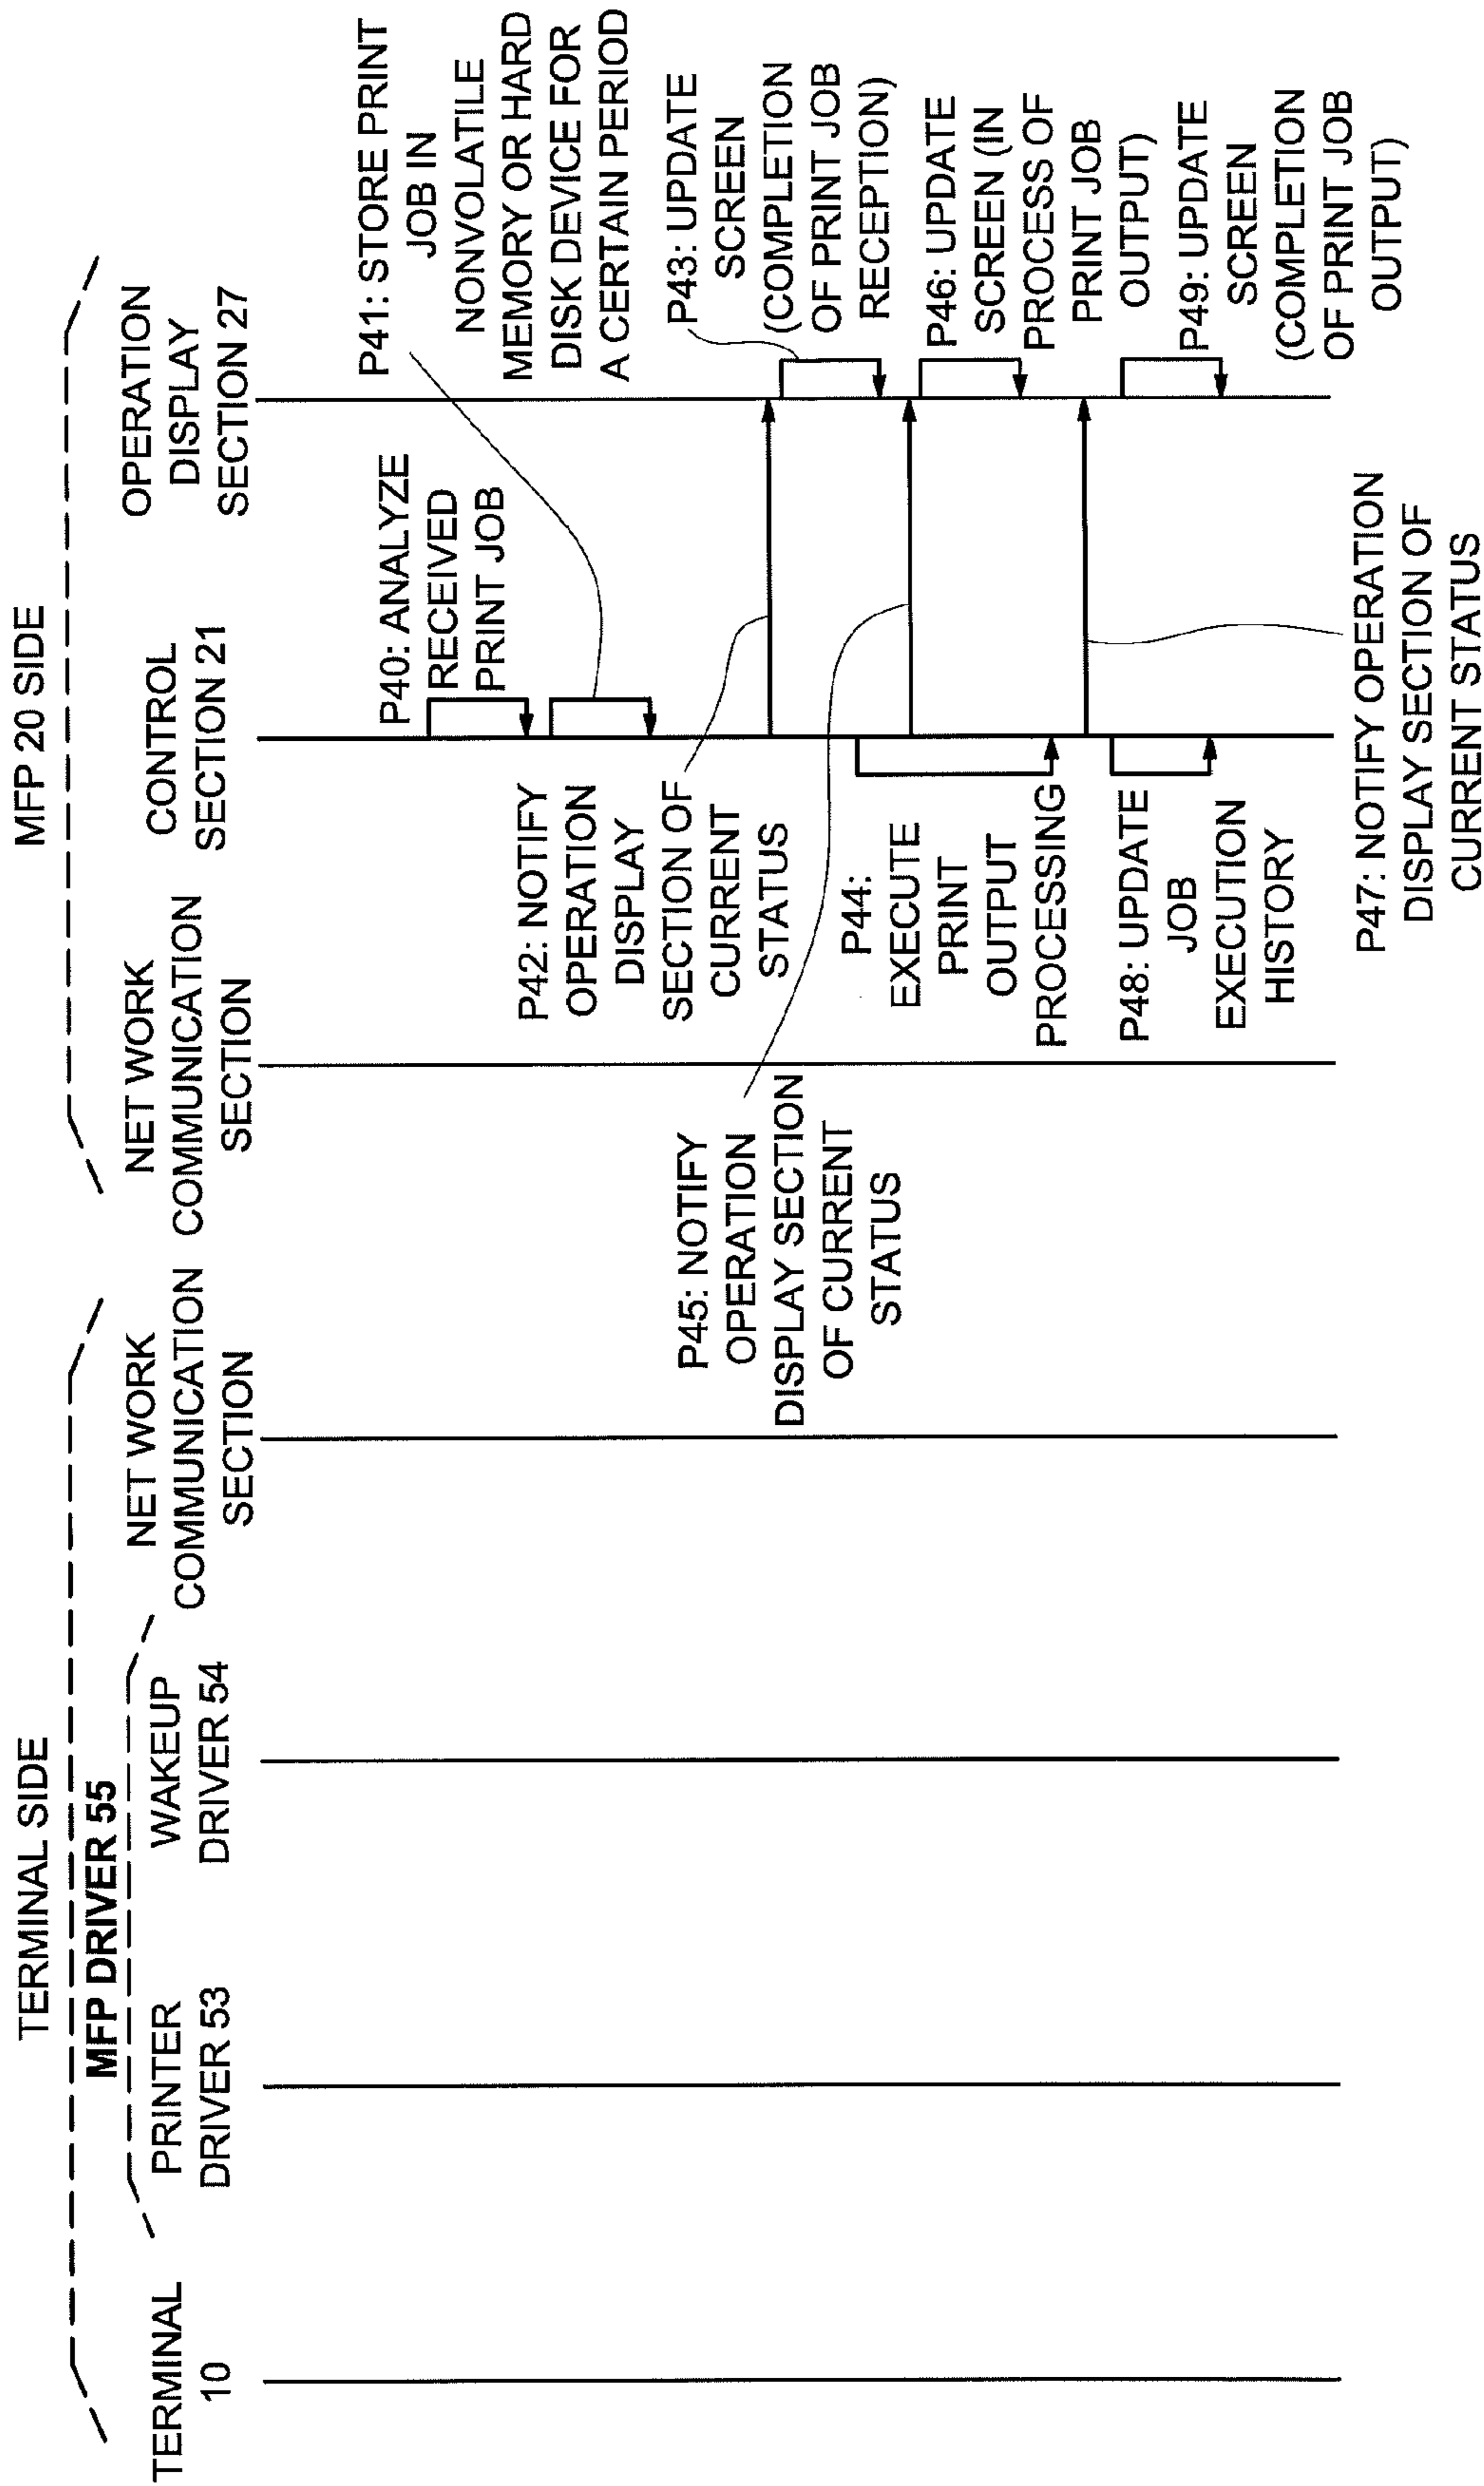 TERMINAL SIDE
MFP DRIVER 55
MFP 20 SIDE
TERMINAL
10
PRINTER
DRIVER 53
WAKEUP
DRIVER 54
NET WORK
COMMUNICATION
SECTION
NET WORK
COMMUNICATION
SECTION
CONTROL
SECTION 21
OPERATION
DISPLAY
SECTION 27
P40: ANALYZE
RECEIVED
PRINT JOB
P41: STORE PRINT
JOB IN
NONVOLATILE
MEMORY OR HARD
DISK DEVICE FOR
A CERTAIN PERIOD
P42: NOTIFY
OPERATION
DISPLAY
SECTION OF
CURRENT
STATUS
P43: UPDATE
SCREEN
(COMPLETION
OF PRINT JOB
RECEPTION)
P44:
EXECUTE
PRINT
OUTPUT
PROCESSING
P45: NOTIFY
OPERATION
DISPLAY SECTION
OF CURRENT
STATUS
P46: UPDATE
SCREEN (IN
PROCESS OF
PRINT JOB
OUTPUT)
P47: NOTIFY OPERATION
DISPLAY SECTION OF
CURRENT STATUS
P48: UPDATE
JOB
EXECUTION
HISTORY
P49: UPDATE
SCREEN
(COMPLETION
OF PRINT JOB
OUTPUT)